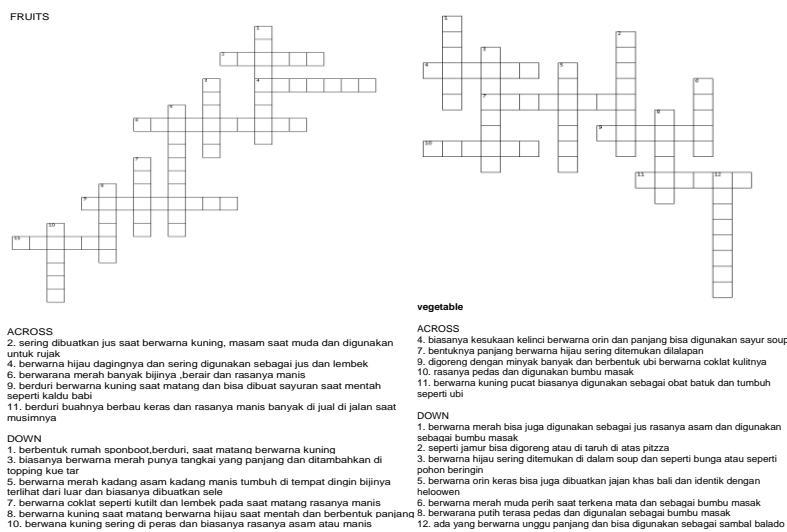 FRUITS
ACROSS
2. sering dibuatkan jus saat berwarna kuning, masam saat muda dan digunakan
untuk rujak
4. berwarna hijau dagingnya dan sering digunakan sebagai jus dan lembek
6. berwarna merah banyak bijinya ,berair dan rasanya manis
9. berduri berwarna kuning saat matang dan bisa dibuat sayuran saat mentah
seperti kaldu babi
11. berduri buahnya berbau keras dan rasanya manis banyak di jual di jalan saat
musimnya
DOWN
1. berbentuk rumah sponboot,berduri, saat matang berwarna kuning
3. biasanya berwarna merah punya tangkai yang panjang dan ditambahkan di
topping kue tar
5. berwarna merah kadang asam kadang manis tumbuh di tempat dingin bijinya
terlihat dari luar dan biasanya dibuatkan sele
7. berwarna coklat seperti kutilt dan lembek pada saat matang rasanya manis
8. berwarna kuning saat matang berwarna hijau saat mentah dan berbentuk panjang
10. berwana kuning sering di peras dan biasanya rasanya asam atau manis
vegetable
ACROSS
4. biasanya kesukaan kelinci berwarna orin dan panjang bisa digunakan sayur soup
7. bentuknya panjang berwarna hijau sering ditemukan dilalapan
9. digoreng dengan minyak banyak dan berbentuk ubi berwarna coklat kulitnya
10. rasanya pedas dan digunakan bumbu masak
11. berwarna kuning pucat biasanya digunakan sebagai obat batuk dan tumbuh
seperti ubi
DOWN
1. berwarna merah bisa juga digunakan sebagai jus rasanya asam dan digunakan
sebagai bumbu masak
2. seperti jamur bisa digoreng atau di taruh di atas pitzza
3. berwarna hijau sering ditemukan di dalam soup dan seperti bunga atau seperti
pohon beringin
5. berwarna orin keras bisa juga dibuatkan jajan khas bali dan identik dengan
heloowen
6. berwarna merah muda perih saat terkena mata dan sebagai bumbu masak
8. berwarana putih terasa pedas dan digunalan sebagai bumbu masak
12. ada yang berwarna unggu panjang dan bisa digunakan sebagai sambal balado